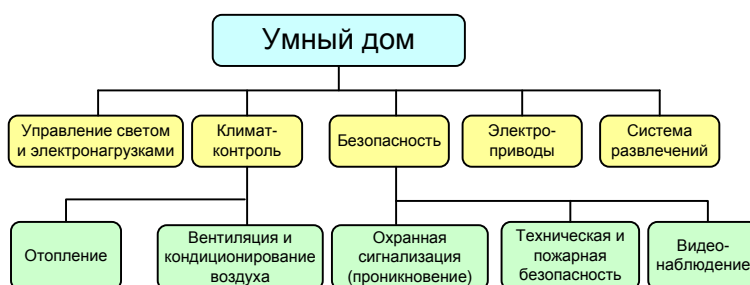 Умный дом
Управление светом
и электронагрузками
Климат-
контроль
Безопасность
Электро-
приводы
Система
развлечений
Отопление
Вентиляция и
кондиционирование
воздуха
Охранная
сигнализация
(проникновение)
Техническая и
пожарная
безопасность
Видео-
наблюдение